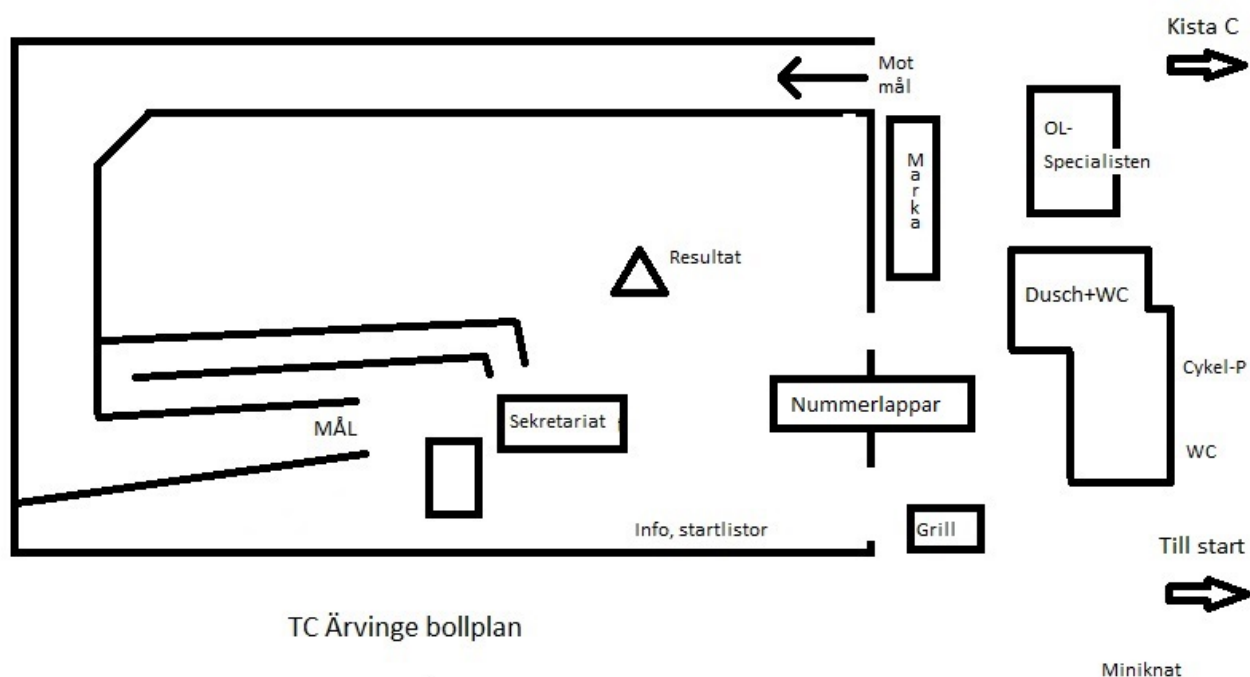 Kista C
Mot
mål
OL-
Specialisten
Marka
Resultat
Dusch+WC
Cykel-P
Nummerlappar
Sekretariat
MÅL
WC
Info, startlistor
Grill
Till start
TC Ärvinge bollplan
Miniknat